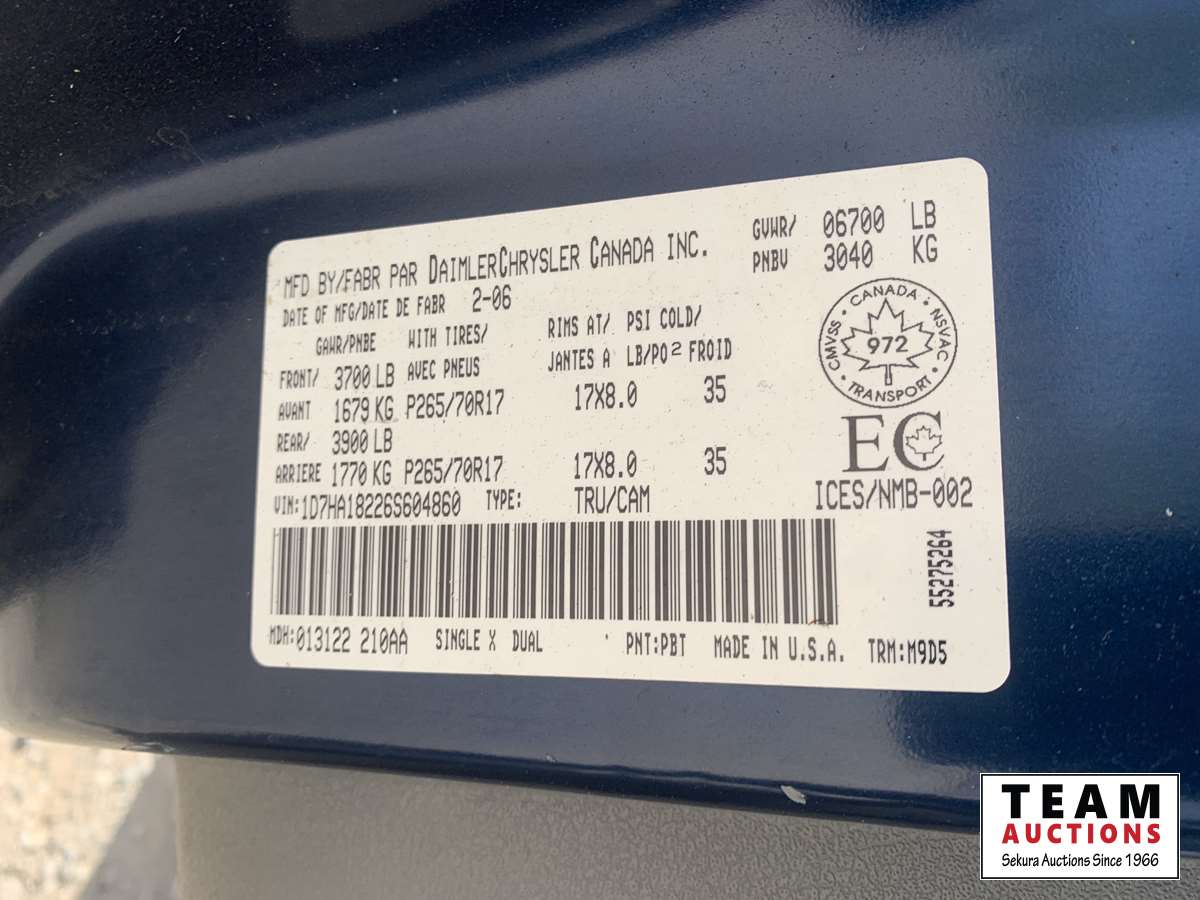 MFD BY/FABR PAR DAIMLERCHRYSLER CANADA INC.
GVWR/ 06700 LB
PNBV 3040 KG
DATE OF MFG/DATE DE FABR 2-06
GAWR/PNBE WITH TIRES/ RIMS AT/ PSI COLD/
FRONT/ 3700 LB AVEC PNEUS JANTES A LB/PO2 FROID
AVANT 1679 KG P265/70R17 17X8.0 35
REAR/ 3900 LB
ARRIERE 1770 KG P265/70R17 17X8.0 35
VIN:1D7HA18226S604860 TYPE: TRU/CAM
CANADA
CMVSS NSVAC
972
TRANSPORT
EC
ICES/NMB-002
55275264
MDH:013122 210AA SINGLE X DUAL PNT:PBT MADE IN U.S.A. TRM:M9D5
TEAM
AUCTIONS
Sekura Auctions Since 1966